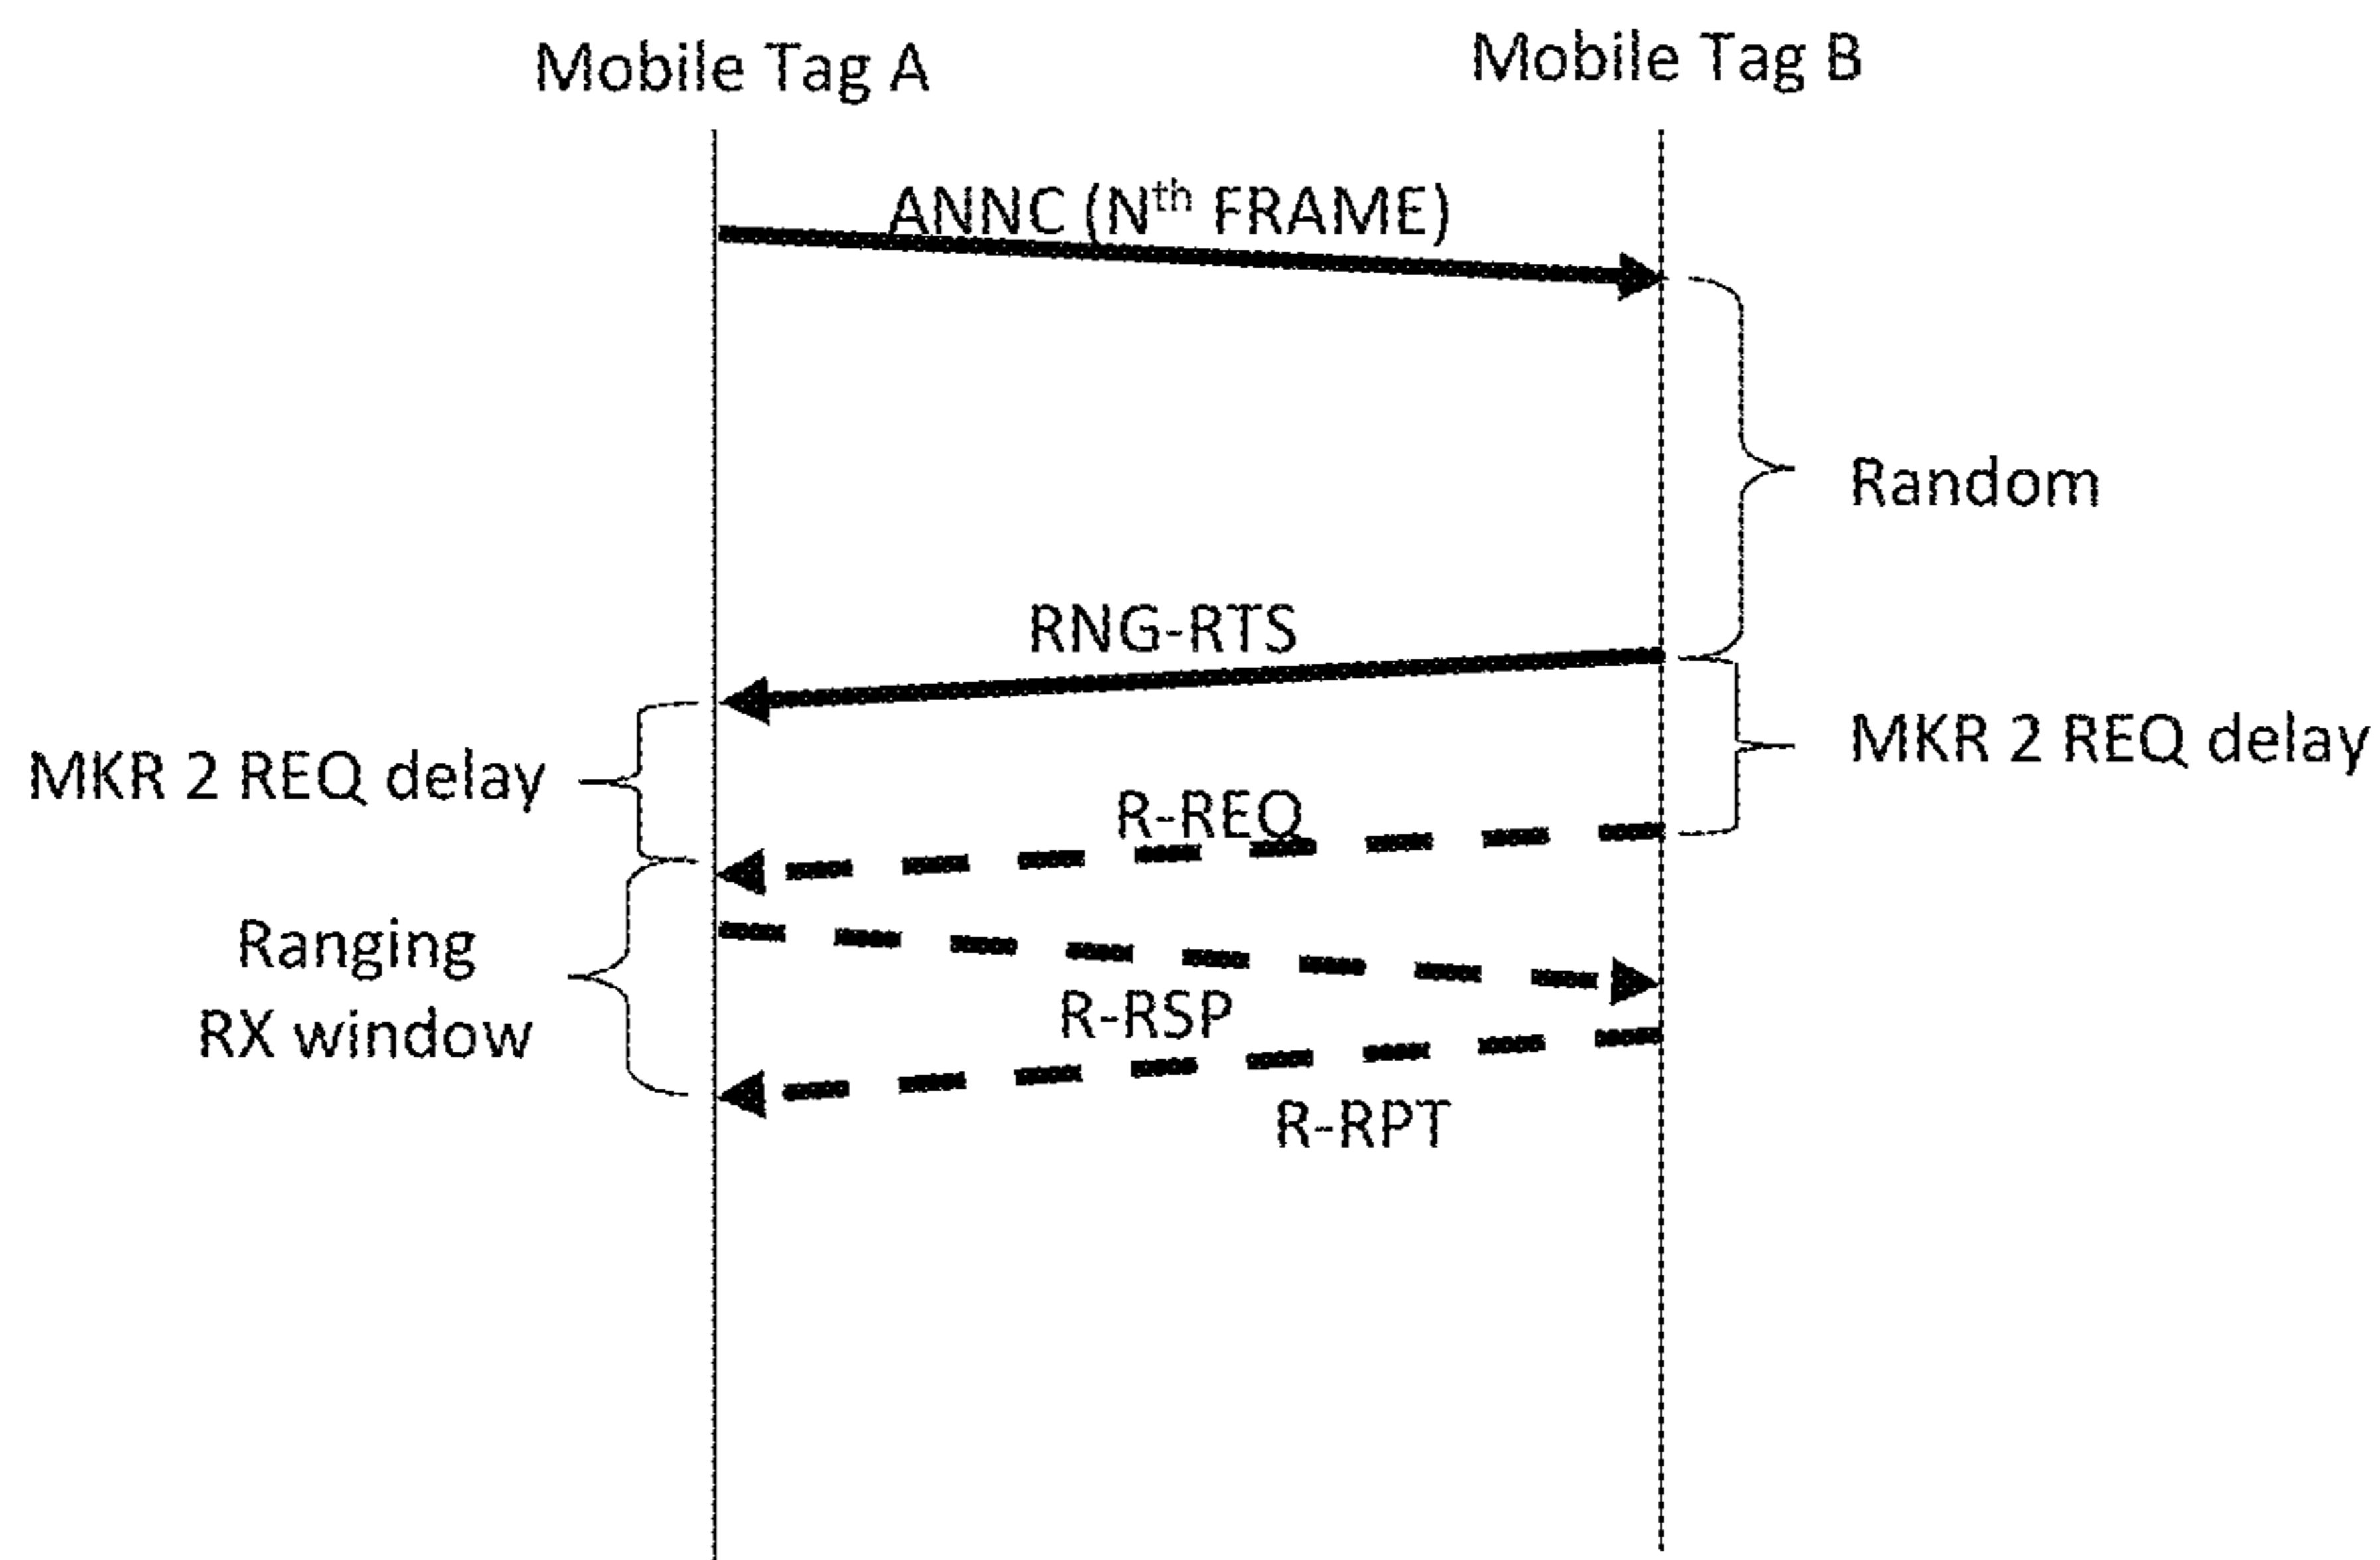 Mobile Tag A
Mobile Tag B
ANNC (Nth FRAME)
Random
RNG-RTS
MKR 2 REQ delay
MKR 2 REQ delay
R-REQ
Ranging
RX window
R-RSP
R-RPT